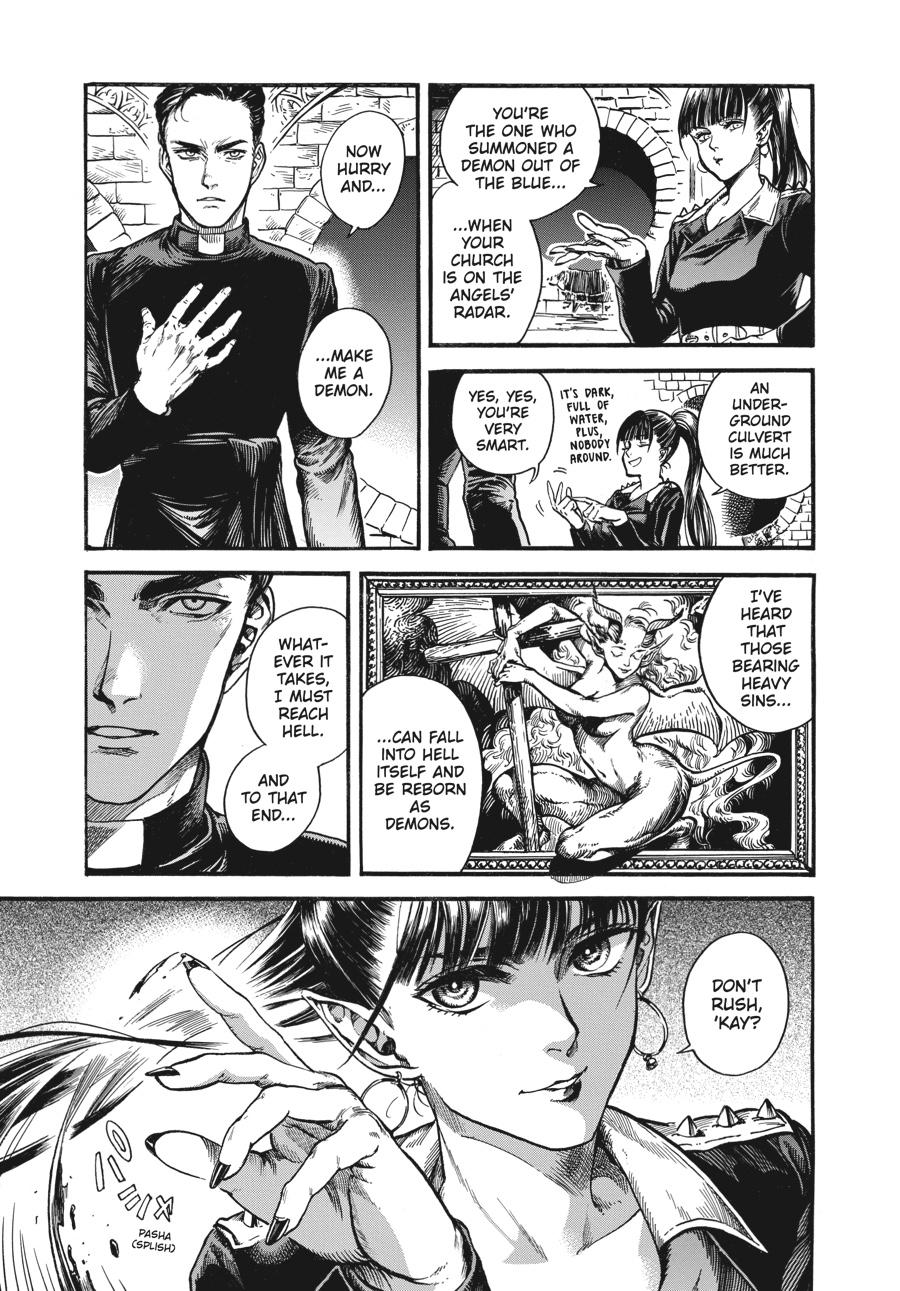 YOU'RE
THE ONE WHO
SUMMONED A
DEMON OUT OF
THE BLUE...
...WHEN
YOUR
CHURCH
IS ON THE
ANGELS'
RADAR.
NOW
HURRY
AND...
...MAKE
ME A
DEMON.
AN
UNDER-
GROUND
CULVERT
IS MUCH
BETTER.
IT'S DARK,
FULL OF
WATER,
PLUS,
NOBODY
AROUND.
YES, YES,
YOU'RE
VERY
SMART.
I'VE
HEARD
THAT
THOSE
BEARING
HEAVY
SINS...
...CAN FALL
INTO HELL
ITSELF AND
BE REBORN
AS
DEMONS.
WHAT-
EVER IT
TAKES,
I MUST
REACH
HELL.
AND
TO THAT
END...
DON'T
RUSH,
'KAY?
PASHA
(SPLISH)